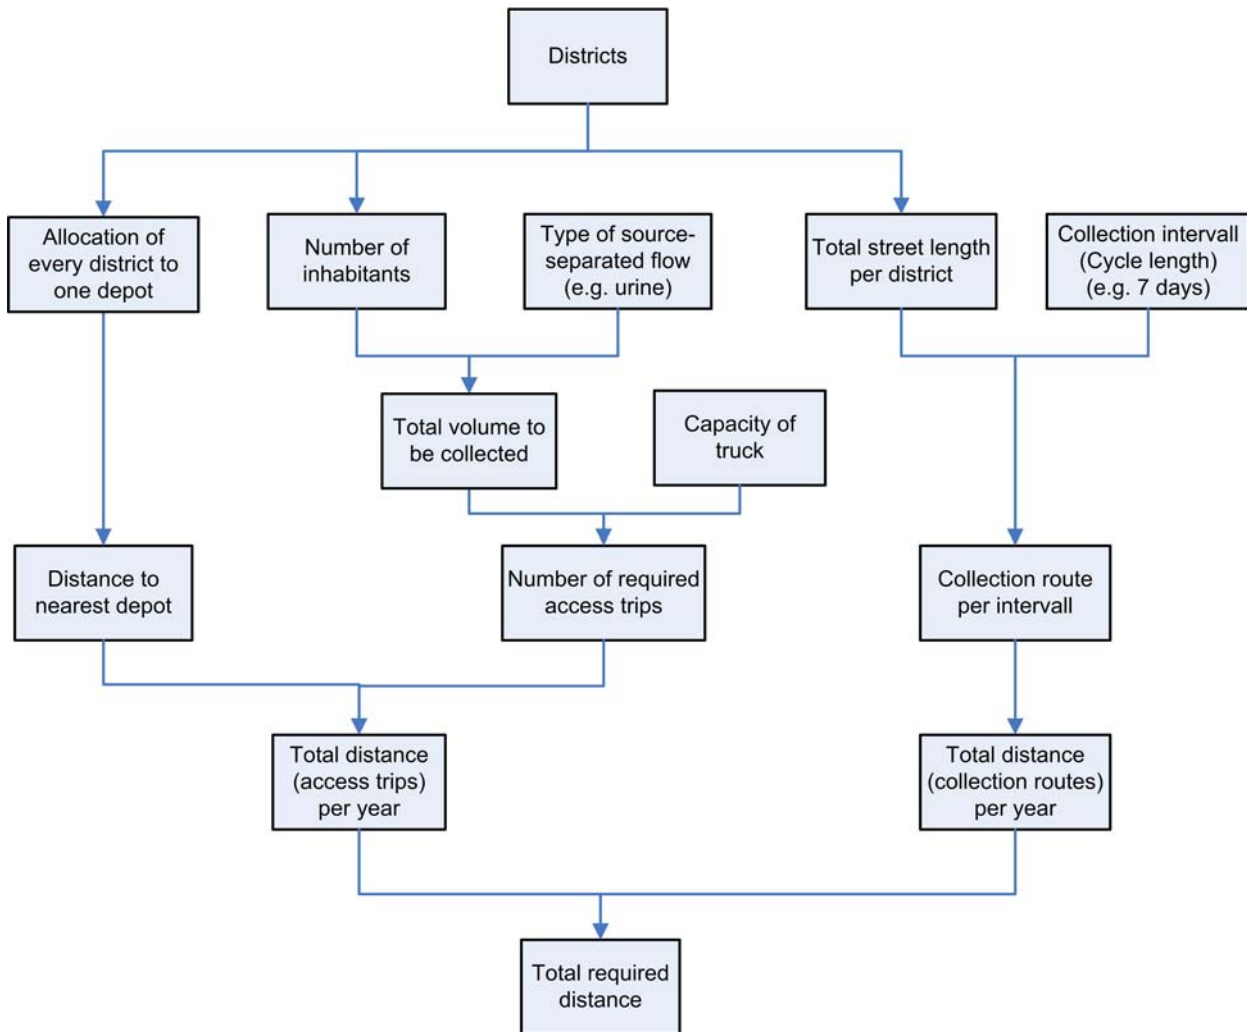 Districts
Allocation of
every district to
one depot
Number of
inhabitants
Type of source-
separated flow
(e.g. urine)
Total street length
per district
Collection intervall
(Cycle length)
(e.g. 7 days)
Total volume to
be collected
Capacity of
truck
Distance to
nearest depot
Number of required
access trips
Collection route
per intervall
Total distance
(access trips)
per year
Total distance
(collection routes)
per year
Total required
distance